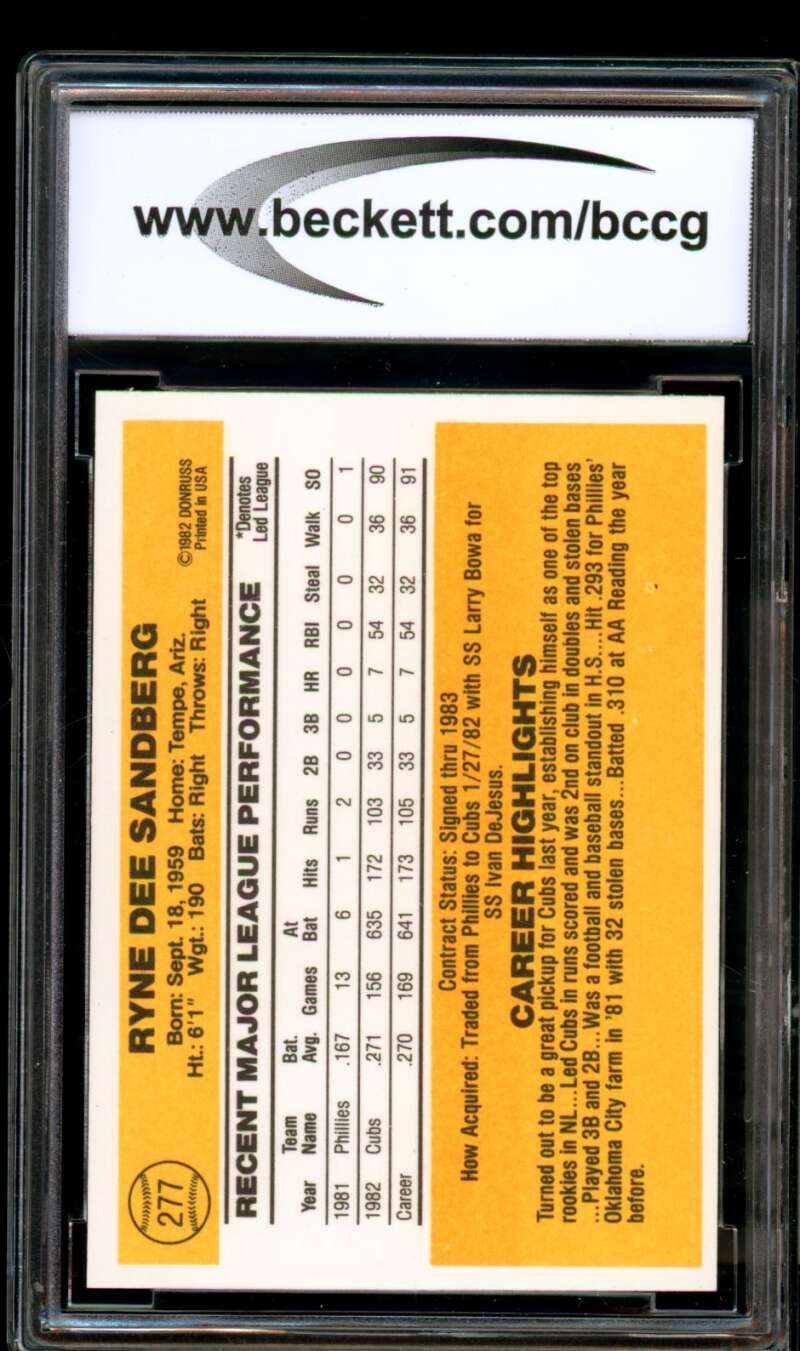 www.beckett.com/bccg
277
RYNE DEE SANDBERG
Born: Sept. 18, 1959 Home: Tempe, Ariz. ©1982 DONRUSS
Ht.: 6'1" Wgt.: 190 Bats: Right Throws: Right Printed in USA
RECENT MAJOR LEAGUE PERFORMANCE *Denotes Led League
Team Bat. At
Year Name Avg. Games Bat Hits Runs 2B 3B HR RBI Steal Walk SO
1981 Phillies .167 13 6 1 2 0 0 0 0 0 0 1
1982 Cubs .271 156 635 172 103 33 5 7 54 32 36 90
Career .270 169 641 173 105 33 5 7 54 32 36 91
Contract Status: Signed thru 1983
How Acquired: Traded from Phillies to Cubs 1/27/82 with SS Larry Bowa for
SS Ivan DeJesus.
CAREER HIGHLIGHTS
Turned out to be a great pickup for Cubs last year, establishing himself as one of the top
rookies in NL...Led Cubs in runs scored and was 2nd on club in doubles and stolen bases
...Played 3B and 2B...Was a football and baseball standout in H.S....Hit .293 for Phillies'
Oklahoma City farm in '81 with 32 stolen bases...Batted .310 at AA Reading the year
before.